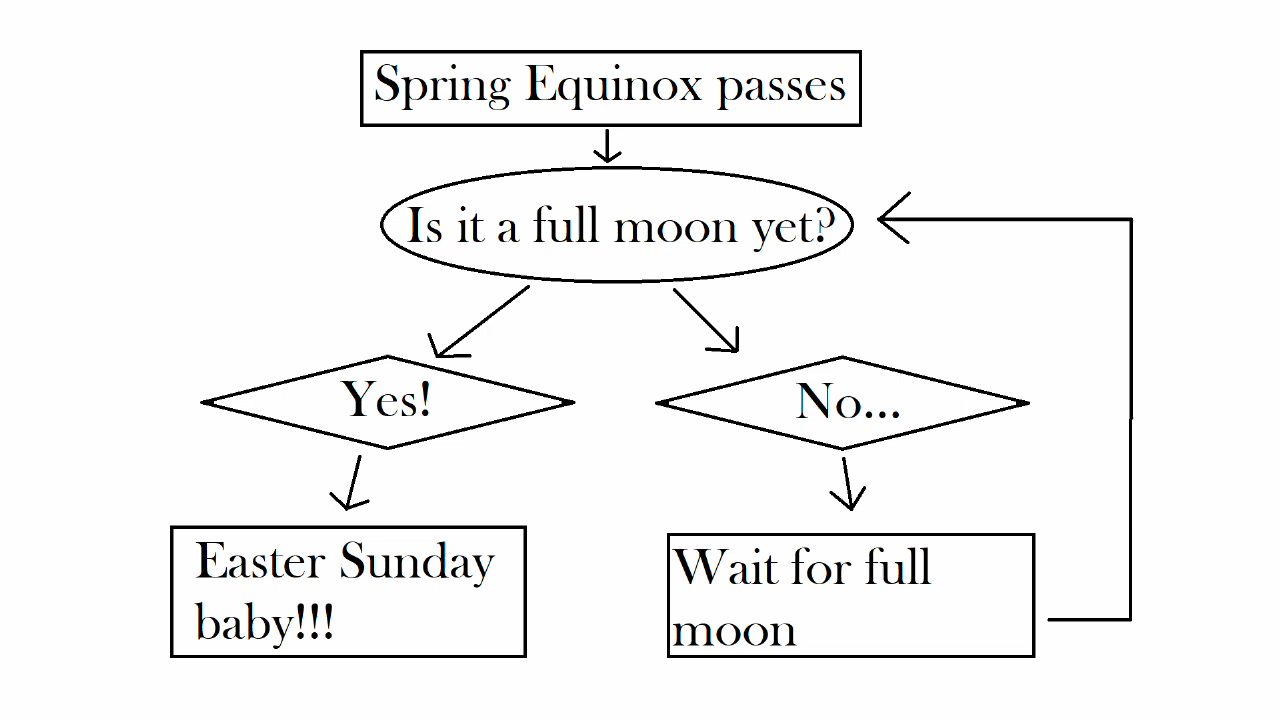 Spring Equinox passes
Is it a full moon yet?
Yes!
No...
Easter Sunday
baby!!!
Wait for full
moon